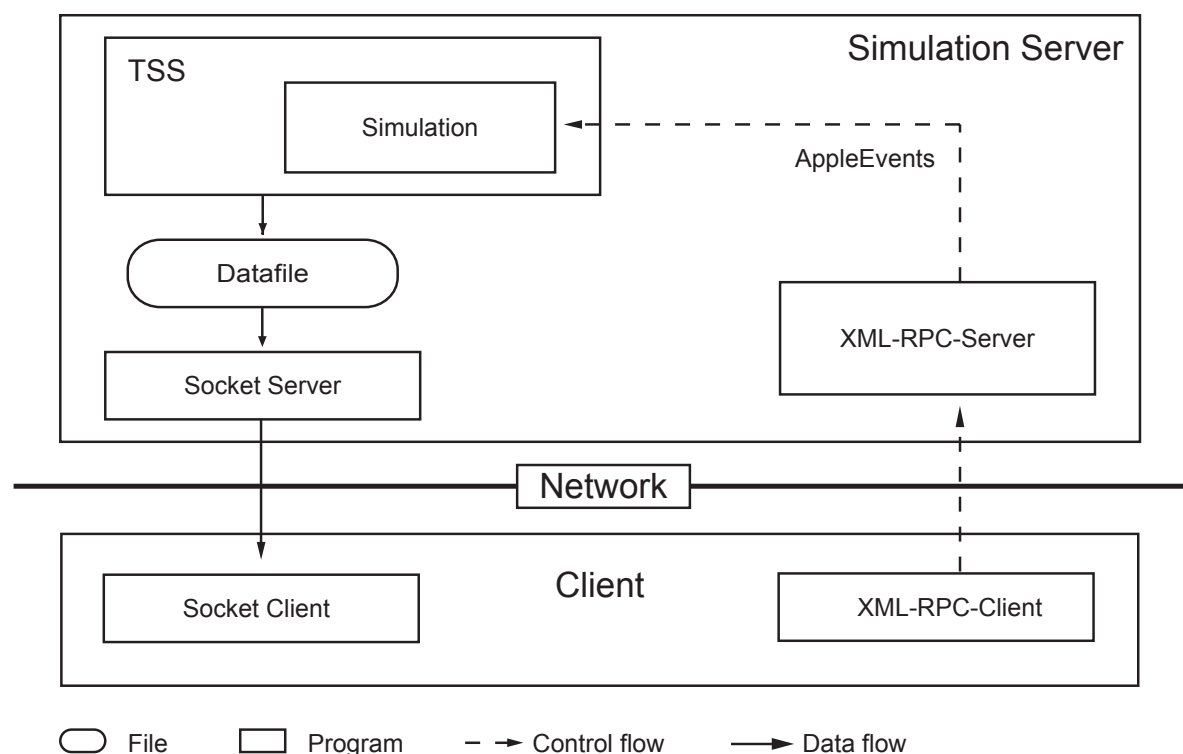 Simulation Server
TSS
Simulation
AppleEvents
Datafile
XML-RPC-Server
Socket Server
Network
Client
Socket Client
XML-RPC-Client
File
Program
Control flow
Data flow